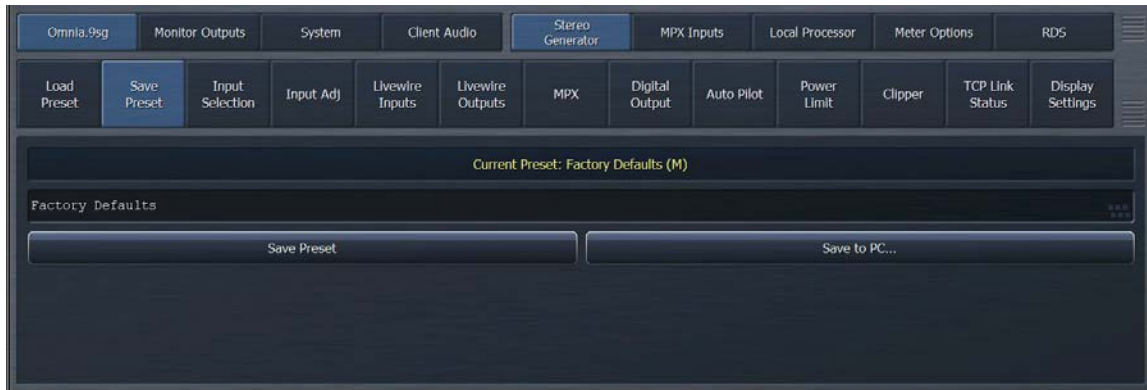 Omnia.9sg
Monitor Outputs
System
Client Audio
Stereo
Generator
MPX Inputs
Local Processor
Meter Options
RDS
Load
Preset
Save
Preset
Input
Selection
Input Adj
Livewire
Inputs
Livewire
Outputs
MPX
Digital
Output
Auto Pilot
Power
Limit
Clipper
TCP Link
Status
Display
Settings
Current Preset: Factory Defaults (M)
Factory Defaults
Save Preset
Save to PC...